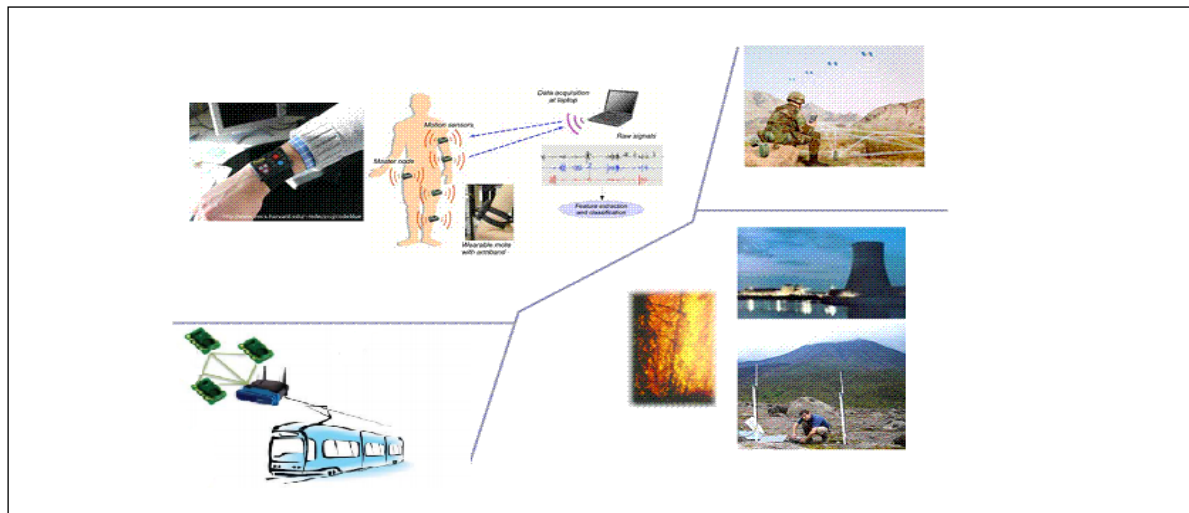 Data acquisition
at laptop
Motion sensors
Raw signals
Master node
Feature extraction
and classification
Wearable mote
with armband